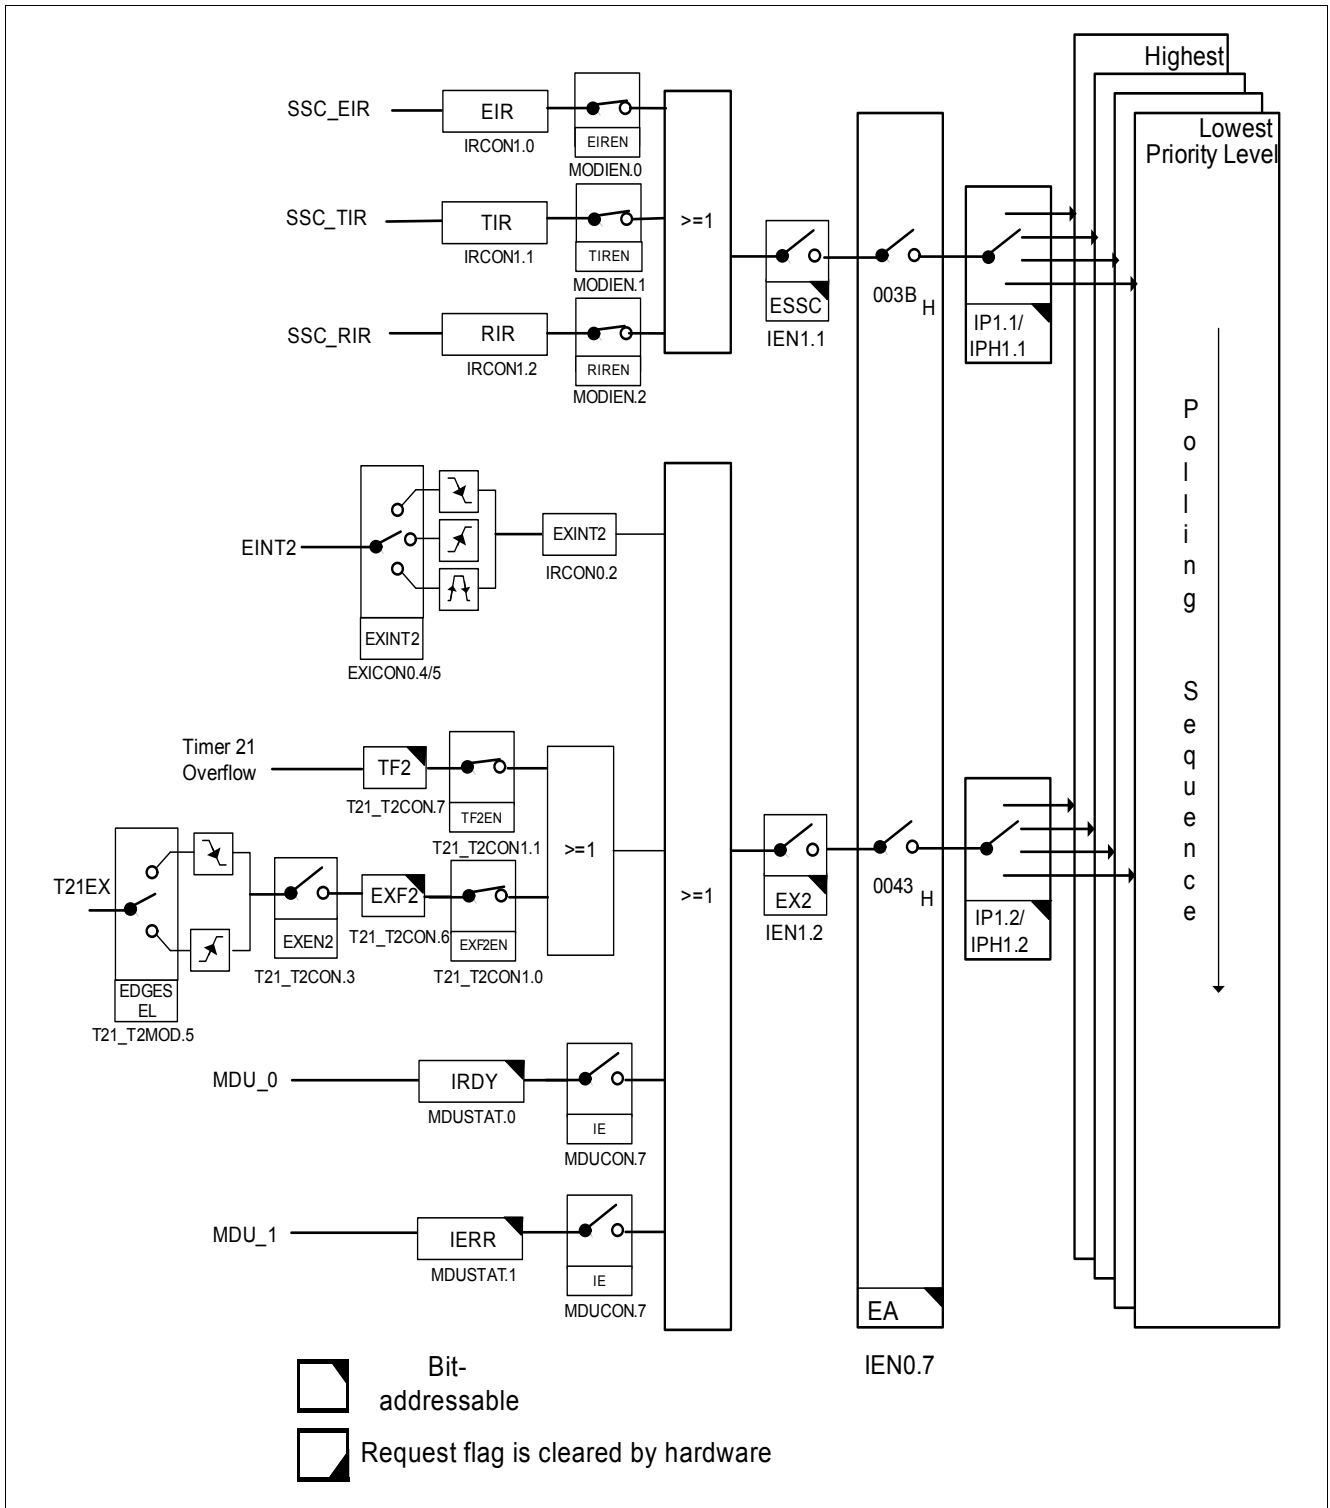 Highest
Lowest
Priority Level
SSC_EIR
EIR
IRCON1.0
EIREN
MODIEN.0
SSC_TIR
TIR
IRCON1.1
TIREN
MODIEN.1
SSC_RIR
RIR
IRCON1.2
RIREN
MODIEN.2
>=1
ESSC
IEN1.1
003B H
IP1.1/
IPH1.1
EINT2
EXINT2
EXICON0.4/5
EXINT2
IRCON0.2
Timer 21
Overflow
TF2
T21_T2CON.7
TF2EN
T21_T2CON1.1
T21EX
EDGES
EL
T21_T2MOD.5
EXEN2
T21_T2CON.3
EXF2
T21_T2CON.6
EXF2EN
T21_T2CON1.0
>=1
MDU_0
IRDY
MDUSTAT.0
IE
MDUCON.7
MDU_1
IERR
MDUSTAT.1
IE
MDUCON.7
>=1
EX2
IEN1.2
0043 H
IP1.2/
IPH1.2
EA
IEN0.7
Polling Sequence
Bit-
addressable
Request flag is cleared by hardware